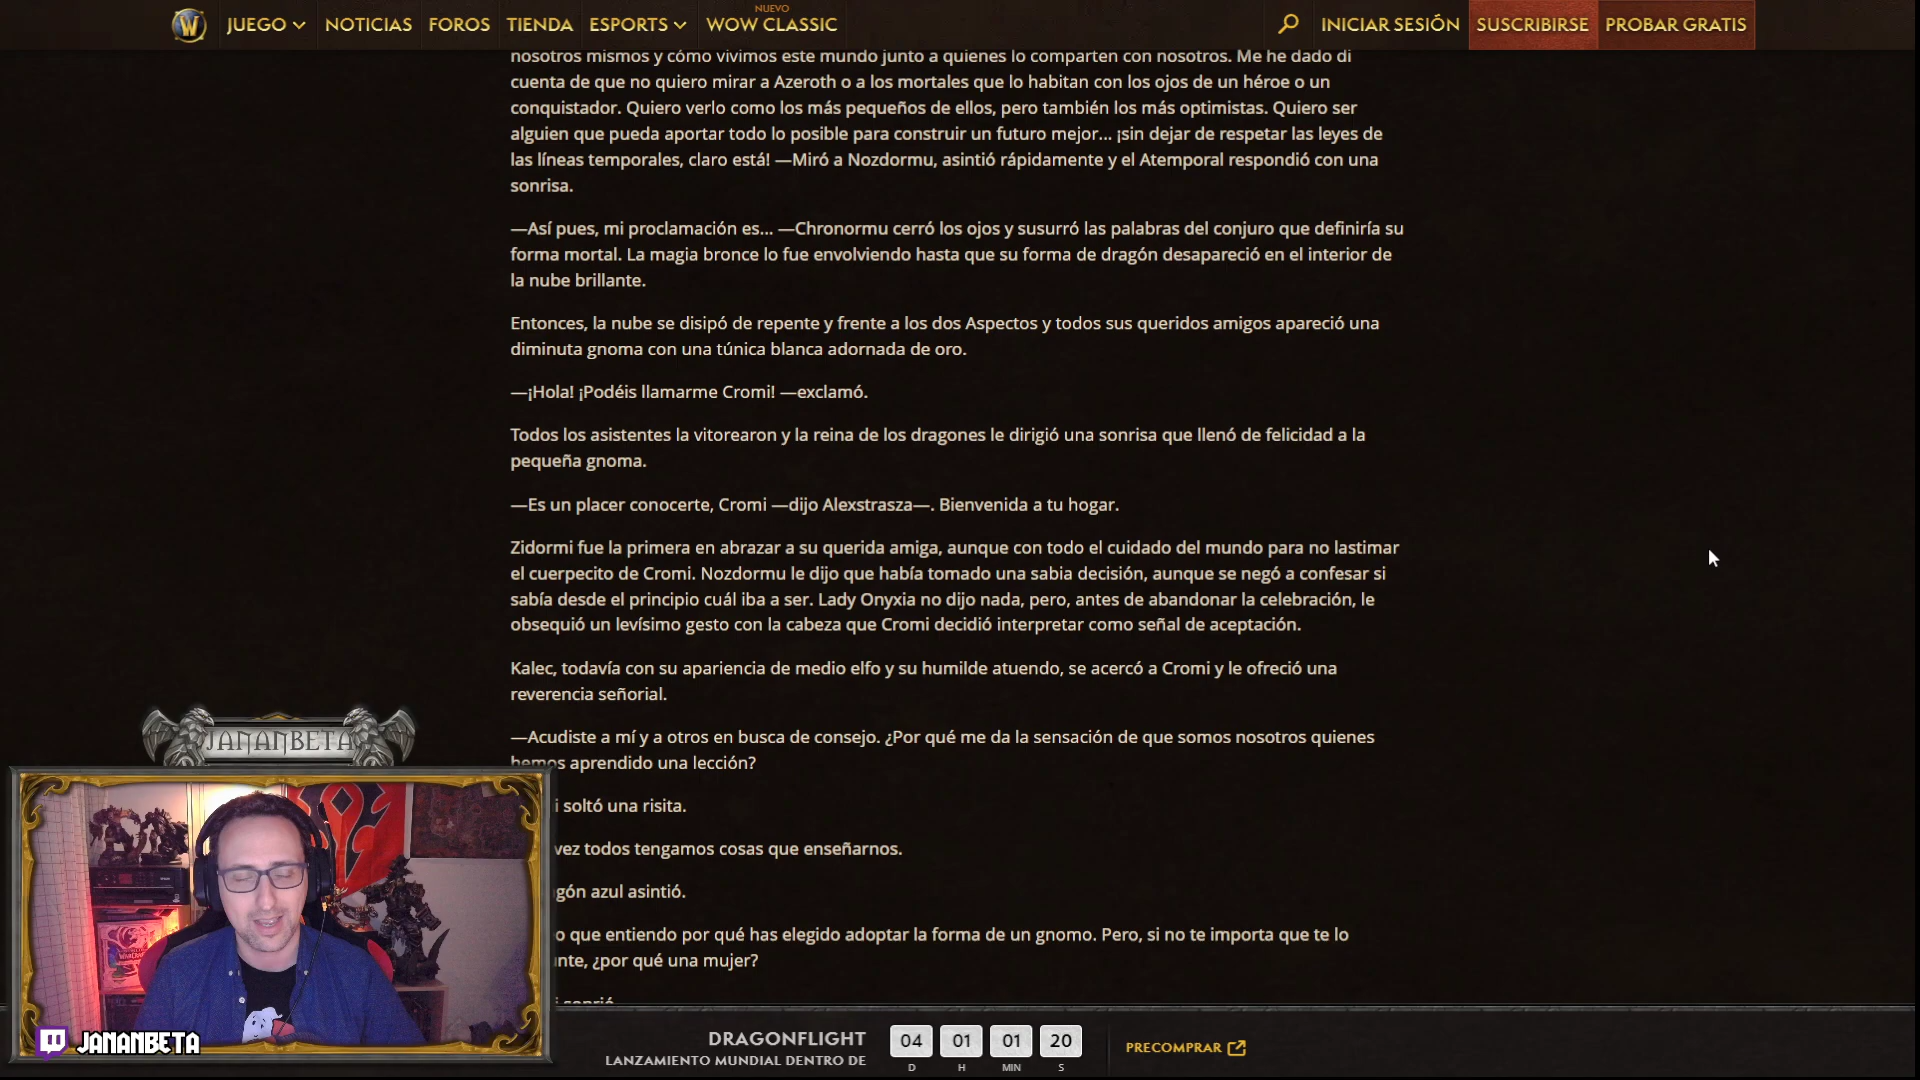 JUEGO
NOTICIAS
FOROS
TIENDA
ESPORTS
NUEVO
WOW CLASSIC
INICIAR SESIÓN
SUSCRIBIRSE
PROBAR GRATIS
nosotros mismos y cómo vivimos este mundo junto a quienes lo comparten con nosotros. Me he dado di
cuenta de que no quiero mirar a Azeroth o a los mortales que lo habitan con los ojos de un héroe o un
conquistador. Quiero verlo como los más pequeños de ellos, pero también los más optimistas. Quiero ser
alguien que pueda aportar todo lo posible para construir un futuro mejor... ¡sin dejar de respetar las leyes de
las líneas temporales, claro está! —Miró a Nozdormu, asintió rápidamente y el Atemporal respondió con una
sonrisa.
—Así pues, mi proclamación es... —Chronormu cerró los ojos y susurró las palabras del conjuro que definiría su
forma mortal. La magia bronce lo fue envolviendo hasta que su forma de dragón desapareció en el interior de
la nube brillante.
Entonces, la nube se disipó de repente y frente a los dos Aspectos y todos sus queridos amigos apareció una
diminuta gnoma con una túnica blanca adornada de oro.
—¡Hola! ¡Podéis llamarme Cromi! —exclamó.
Todos los asistentes la vitorearon y la reina de los dragones le dirigió una sonrisa que llenó de felicidad a la
pequeña gnoma.
—Es un placer conocerte, Cromi —dijo Alexstrasza—. Bienvenida a tu hogar.
Zidormi fue la primera en abrazar a su querida amiga, aunque con todo el cuidado del mundo para no lastimar
el cuerpecito de Cromi. Nozdormu le dijo que había tomado una sabia decisión, aunque se negó a confesar si
sabía desde el principio cuál iba a ser. Lady Onyxia no dijo nada, pero, antes de abandonar la celebración, le
obsequió un levísimo gesto con la cabeza que Cromi decidió interpretar como señal de aceptación.
Kalec, todavía con su apariencia de medio elfo y su humilde atuendo, se acercó a Cromi y le ofreció una
reverencia señorial.
—Acudiste a mí y a otros en busca de consejo. ¿Por qué me da la sensación de que somos nosotros quienes
hemos aprendido una lección?
i soltó una risita.
vez todos tengamos cosas que enseñarnos.
gón azul asintió.
o que entiendo por qué has elegido adoptar la forma de un gnomo. Pero, si no te importa que te lo
nte, ¿por qué una mujer?
i sonrió.
JANANBETA
JANANBETA
DRAGONFLIGHT
LANZAMIENTO MUNDIAL DENTRO DE
04 01 01 20
D H MIN S
PRECOMPRAR